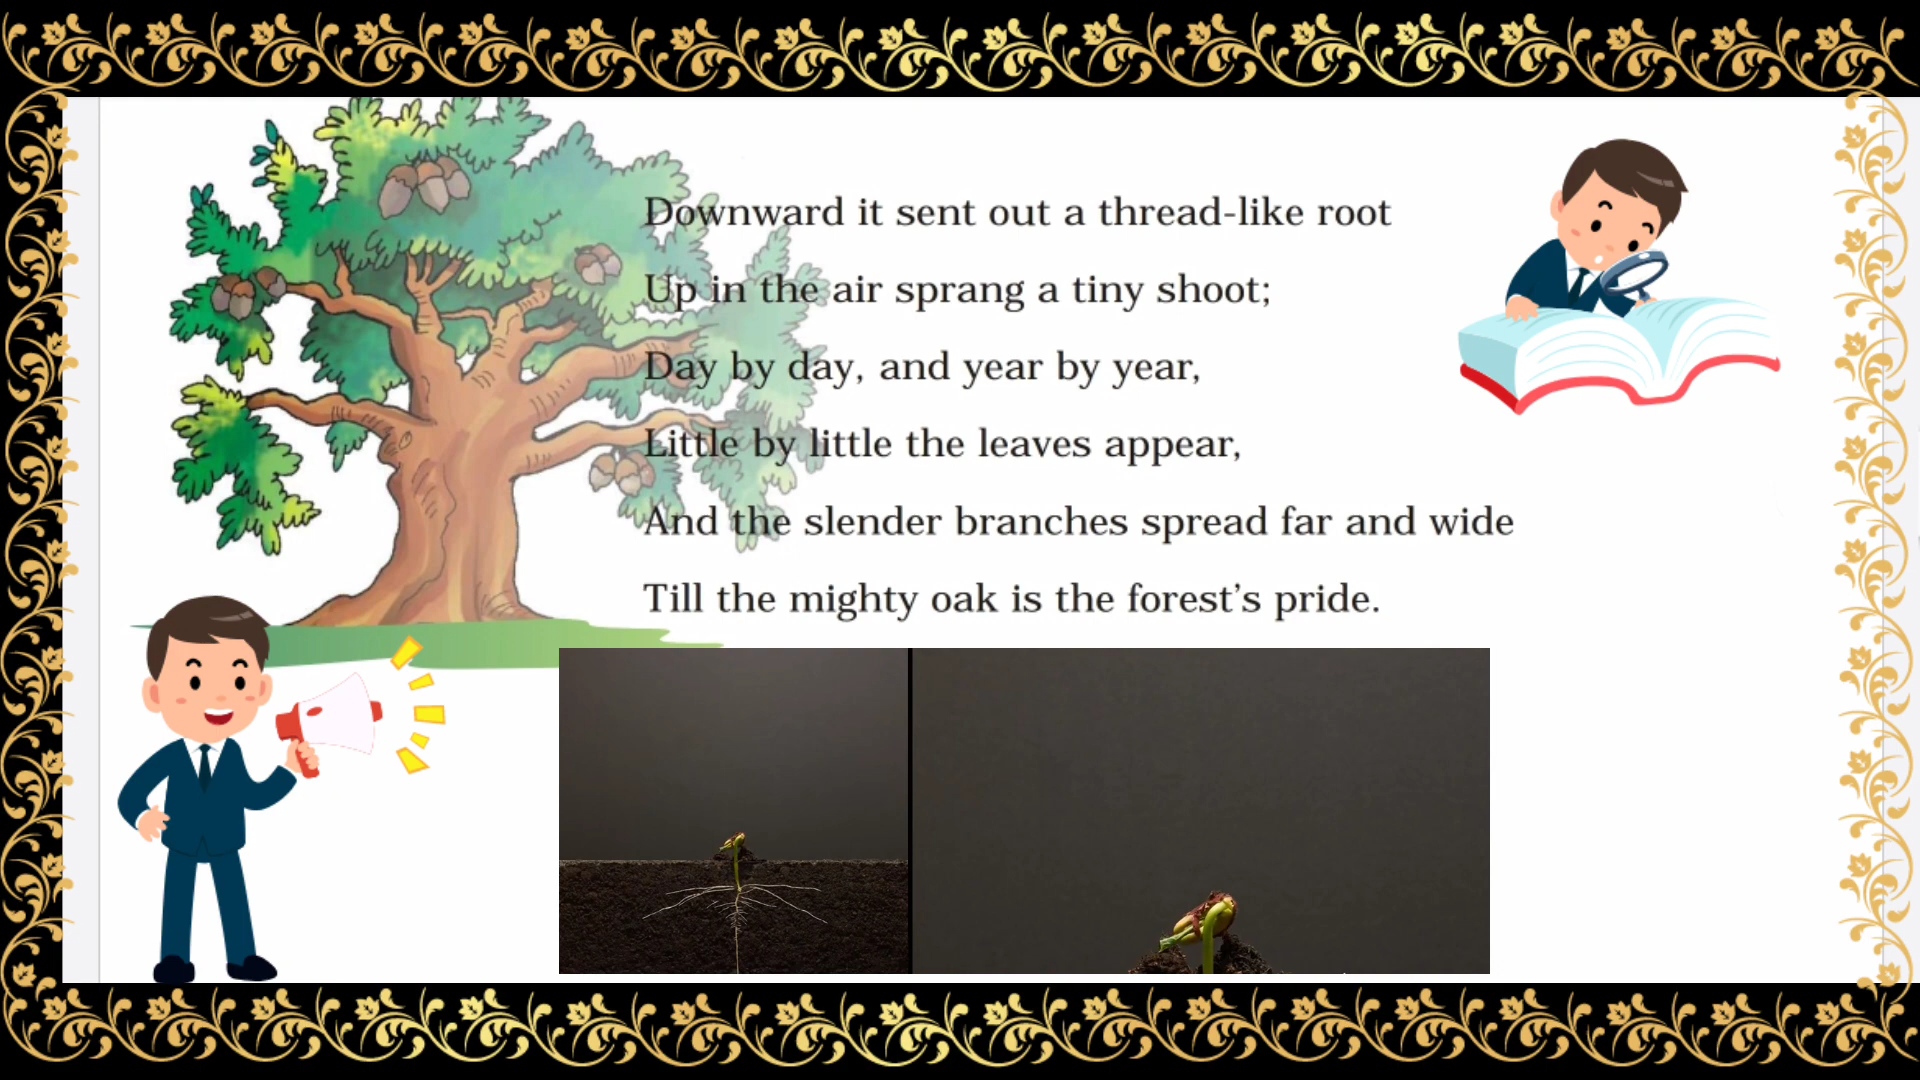 Downward it sent out a thread-like root
Up in the air sprang a tiny shoot;
Day by day, and year by year,
Little by little the leaves appear,
And the slender branches spread far and wide
Till the mighty oak is the forest’s pride.